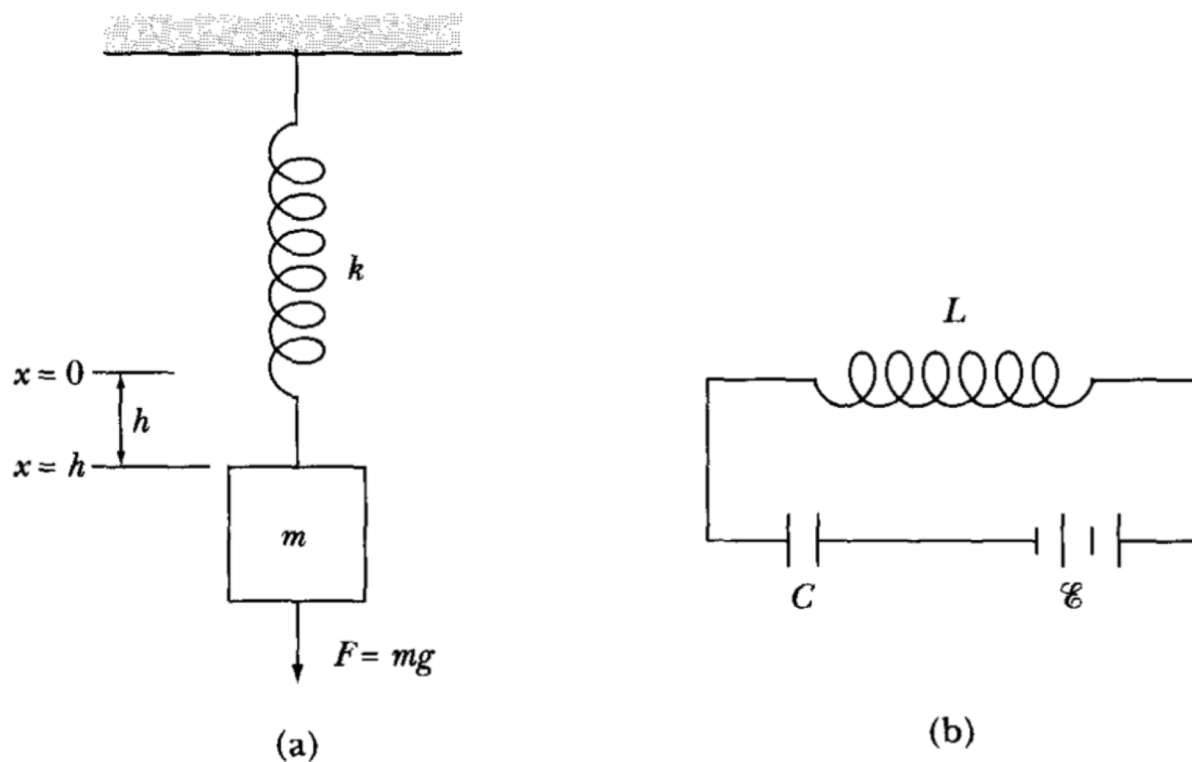 k
x = 0
h
x = h
m
F = mg
(a)
L
C
ℰ
(b)